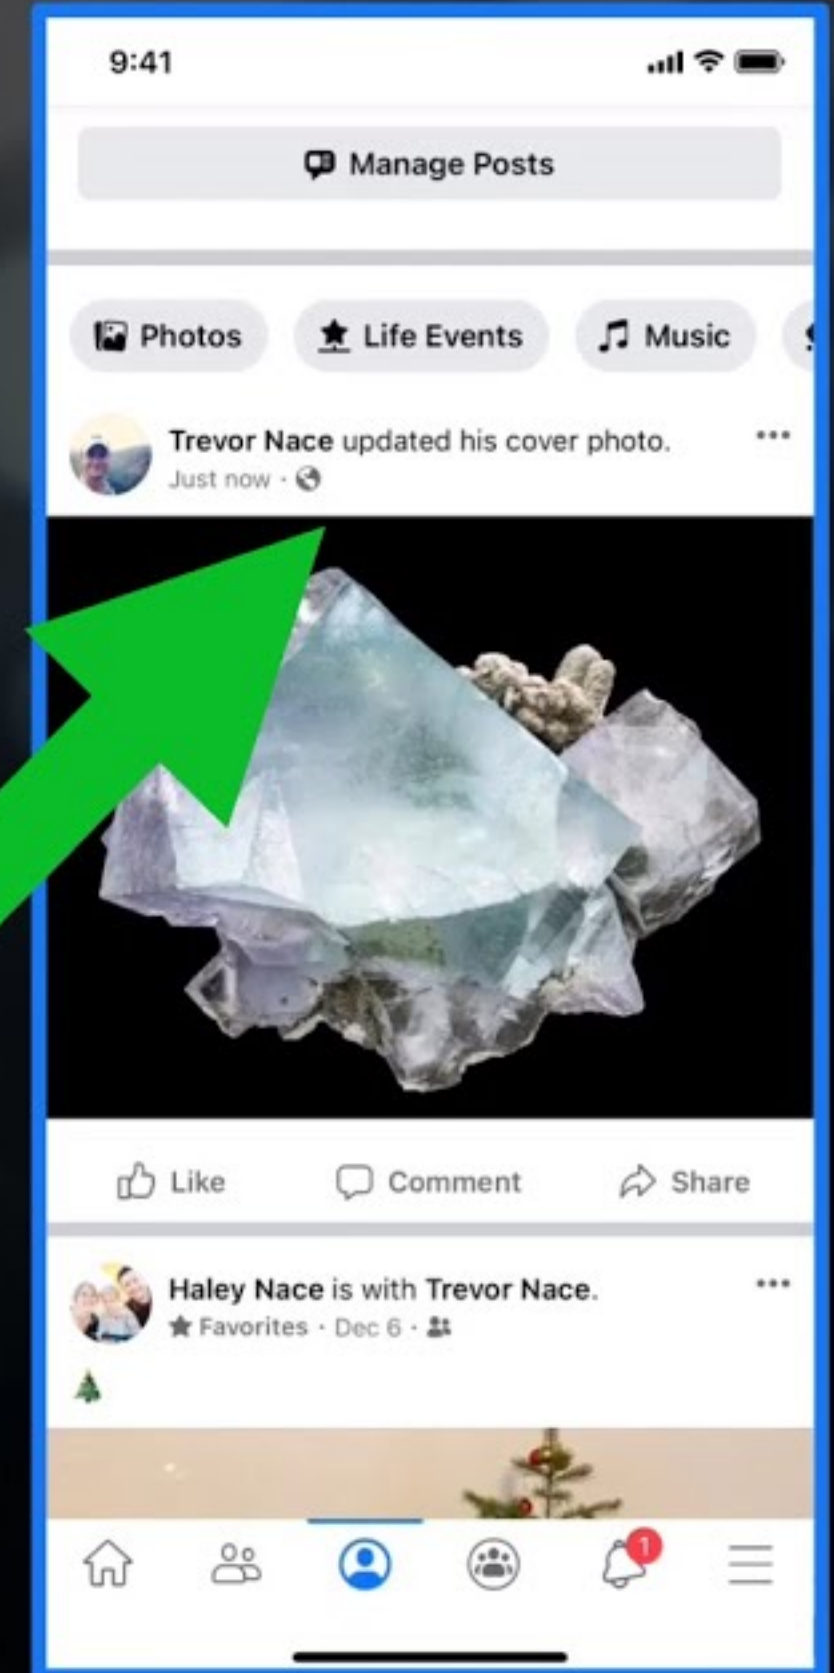 9:41
Manage Posts
Photos
Life Events
Music
Trevor Nace updated his cover photo.
Just now ·
Like
Comment
Share
Haley Nace is with Trevor Nace.
Favorites · Dec 6 ·
1